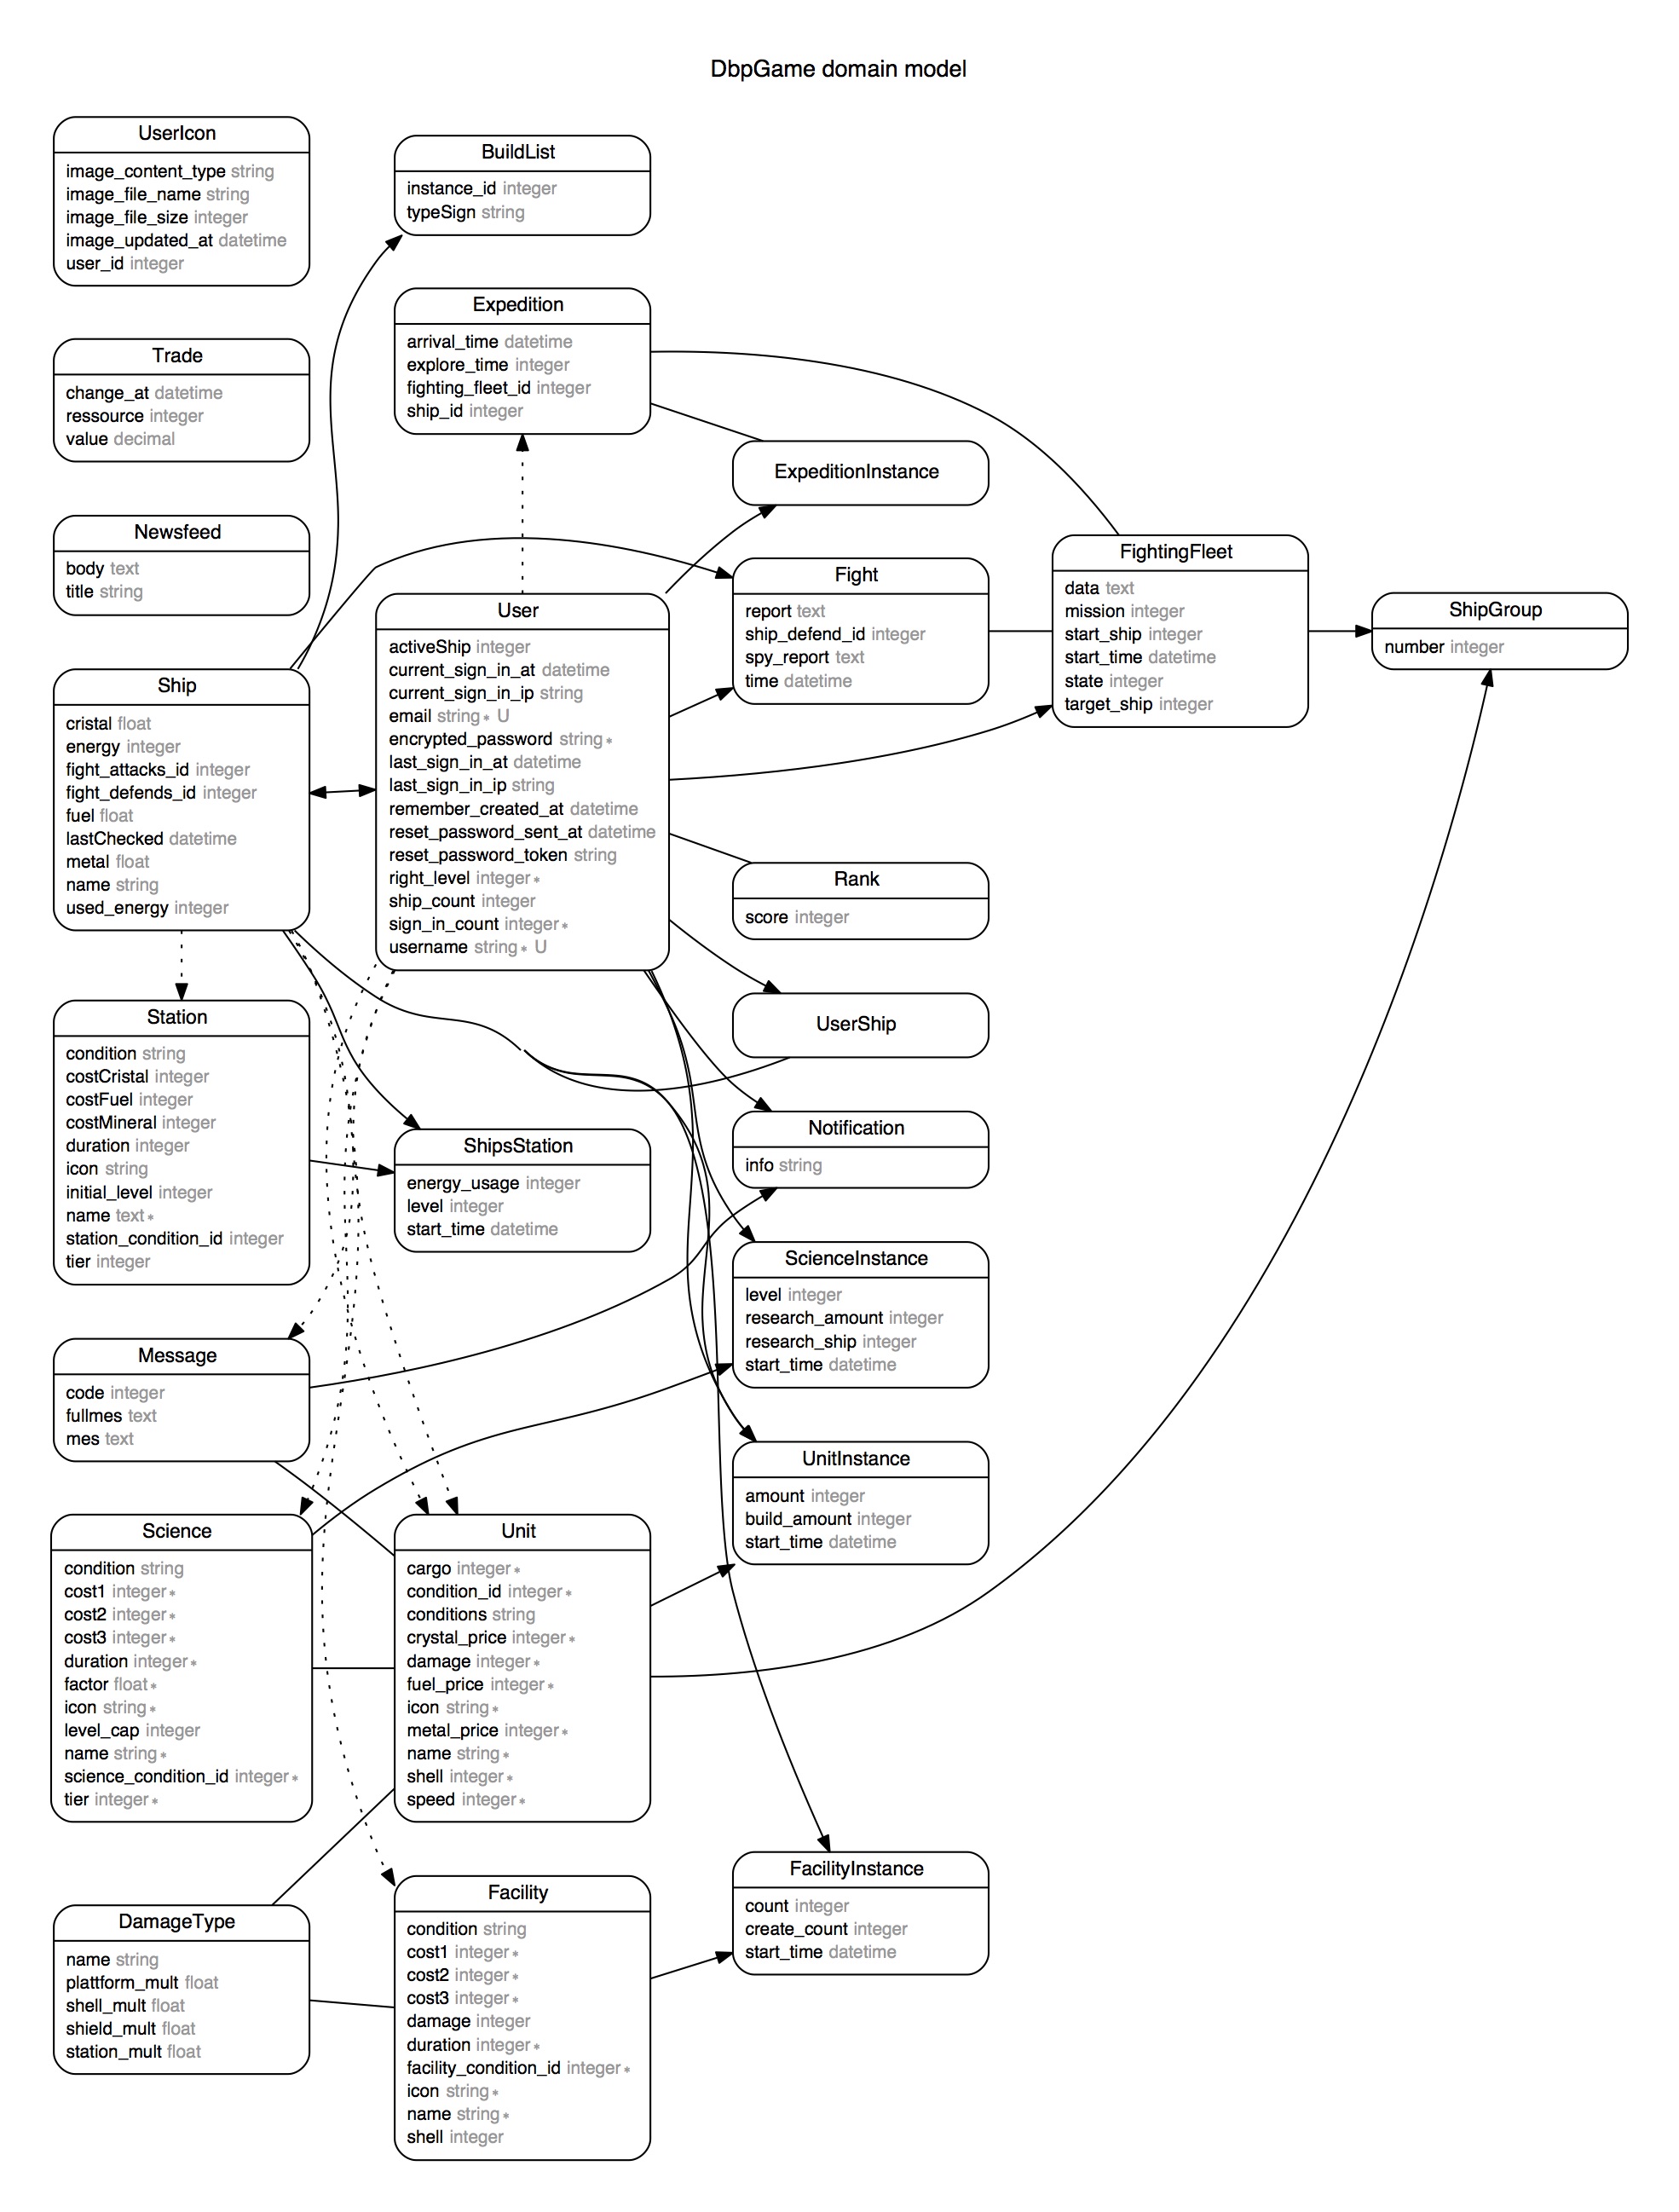 DbpGame domain model
UserIcon
image_content_type string
image_file_name string
image_file_size integer
image_updated_at datetime
user_id integer
Trade
change_at datetime
ressource integer
value decimal
Newsfeed
body text
title string
Ship
cristal float
energy integer
fight_attacks_id integer
fight_defends_id integer
fuel float
lastChecked datetime
metal float
name string
used_energy integer
Station
condition string
costCristal integer
costFuel integer
costMineral integer
duration integer
icon string
initial_level integer
name text*
station_condition_id integer
tier integer
Message
code integer
fullmes text
mes text
Science
condition string
cost1 integer*
cost2 integer*
cost3 integer*
duration integer*
factor float*
icon string*
level_cap integer
name string*
science_condition_id integer*
tier integer*
DamageType
name string
plattform_mult float
shell_mult float
shield_mult float
station_mult float
BuildList
instance_id integer
typeSign string
Expedition
arrival_time datetime
explore_time integer
fighting_fleet_id integer
ship_id integer
User
activeShip integer
current_sign_in_at datetime
current_sign_in_ip string
email string* U
encrypted_password string*
last_sign_in_at datetime
last_sign_in_ip string
remember_created_at datetime
reset_password_sent_at datetime
reset_password_token string
right_level integer*
ship_count integer
sign_in_count integer*
username string* U
ShipsStation
energy_usage integer
level integer
start_time datetime
Unit
cargo integer*
condition_id integer*
conditions string
crystal_price integer*
damage integer*
fuel_price integer*
icon string*
metal_price integer*
name string*
shell integer*
speed integer*
Facility
condition string
cost1 integer*
cost2 integer*
cost3 integer*
damage integer
duration integer*
facility_condition_id integer*
icon string*
name string*
shell integer
ExpeditionInstance
Fight
report text
ship_defend_id integer
spy_report text
time datetime
Rank
score integer
UserShip
Notification
info string
ScienceInstance
level integer
research_amount integer
research_ship integer
start_time datetime
UnitInstance
amount integer
build_amount integer
start_time datetime
FacilityInstance
count integer
create_count integer
start_time datetime
FightingFleet
data text
mission integer
start_ship integer
start_time datetime
state integer
target_ship integer
ShipGroup
number integer